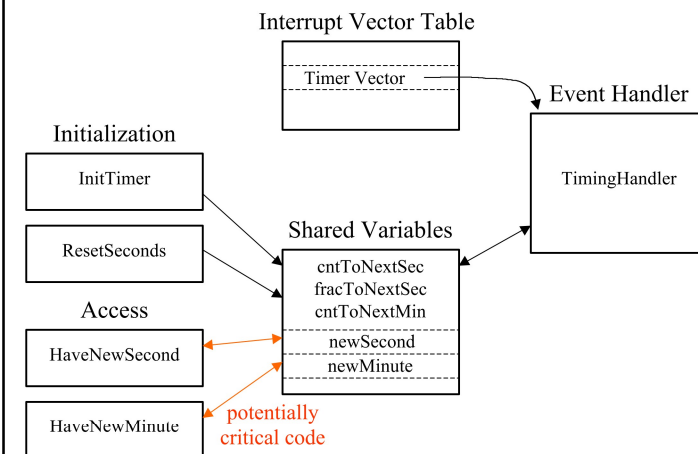 Interrupt Vector Table
Timer Vector
Event Handler
TimingHandler
Initialization
InitTimer
ResetSeconds
Shared Variables
cntToNextSec
fracToNextSec
cntToNextMin
newSecond
newMinute
Access
HaveNewSecond
HaveNewMinute
potentially
critical code